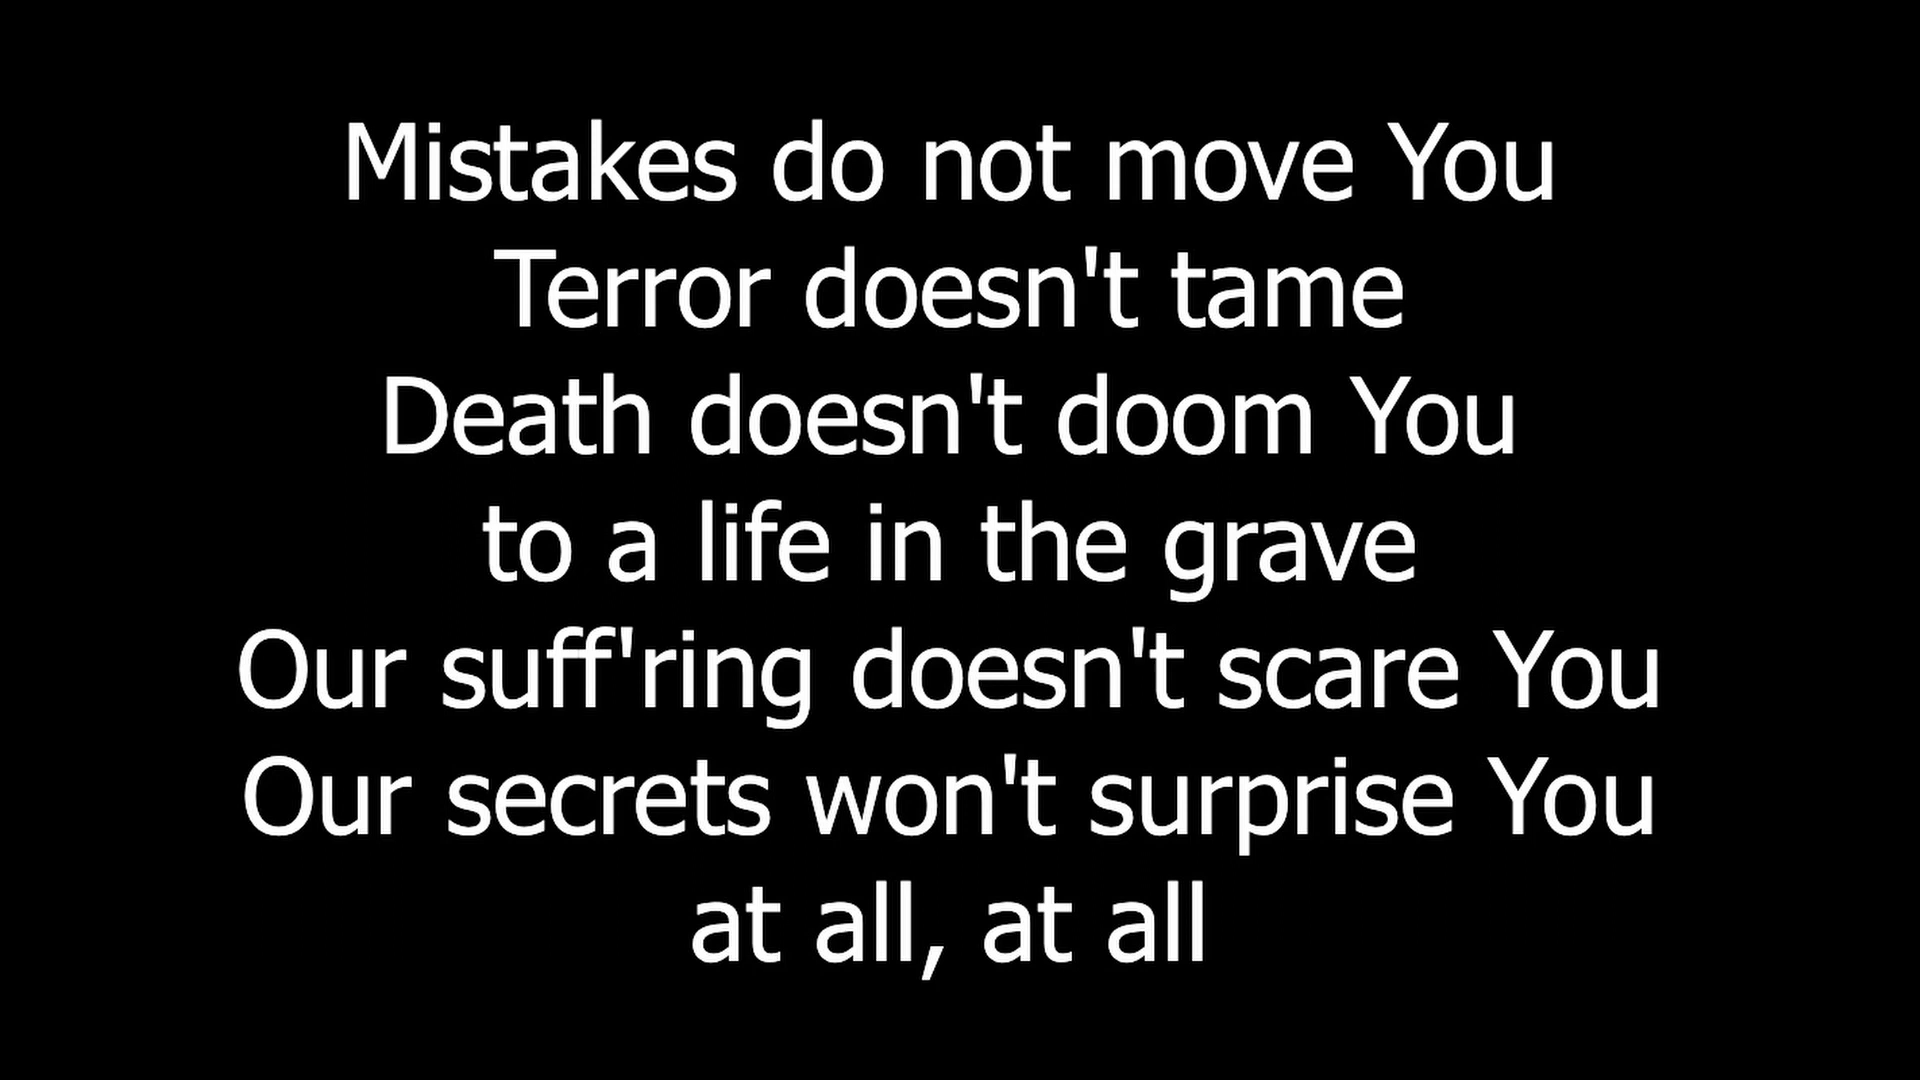 Mistakes do not move You
Terror doesn't tame
Death doesn't doom You
to a life in the grave
Our suff'ring doesn't scare You
Our secrets won't surprise You
at all, at all